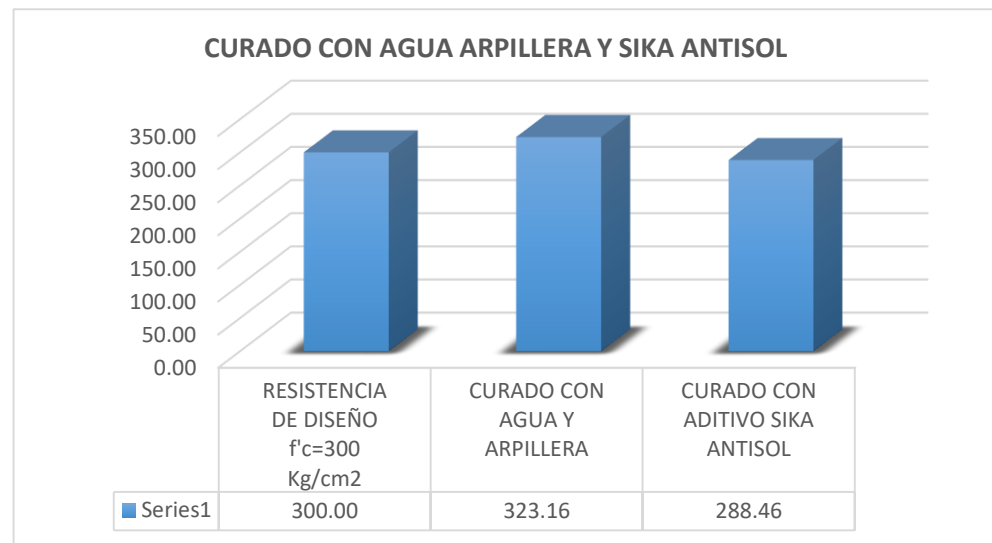 CURADO CON AGUA ARPILLERA Y SIKA ANTISOL
350.00
300.00
250.00
200.00
150.00
100.00
50.00
0.00
RESISTENCIA
DE DISEÑO
f'c=300
Kg/cm2
CURADO CON
AGUA Y
ARPILLERA
CURADO CON
ADITIVO SIKA
ANTISOL
Series1 300.00 323.16 288.46